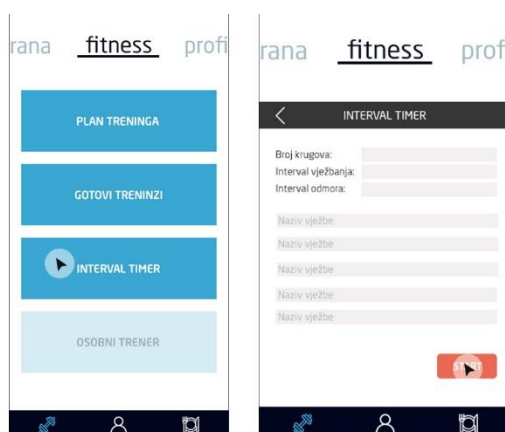 rana fitness profi
PLAN TRENINGA
GOTOVI TRENINZI
INTERVAL TIMER
OSOBNI TRENER
rana fitness prof
INTERVAL TIMER
Broj krugova:
Interval vježbanja:
Interval odmora:
Naziv vježbe
Naziv vježbe
Naziv vježbe
Naziv vježbe
Naziv vježbe
START